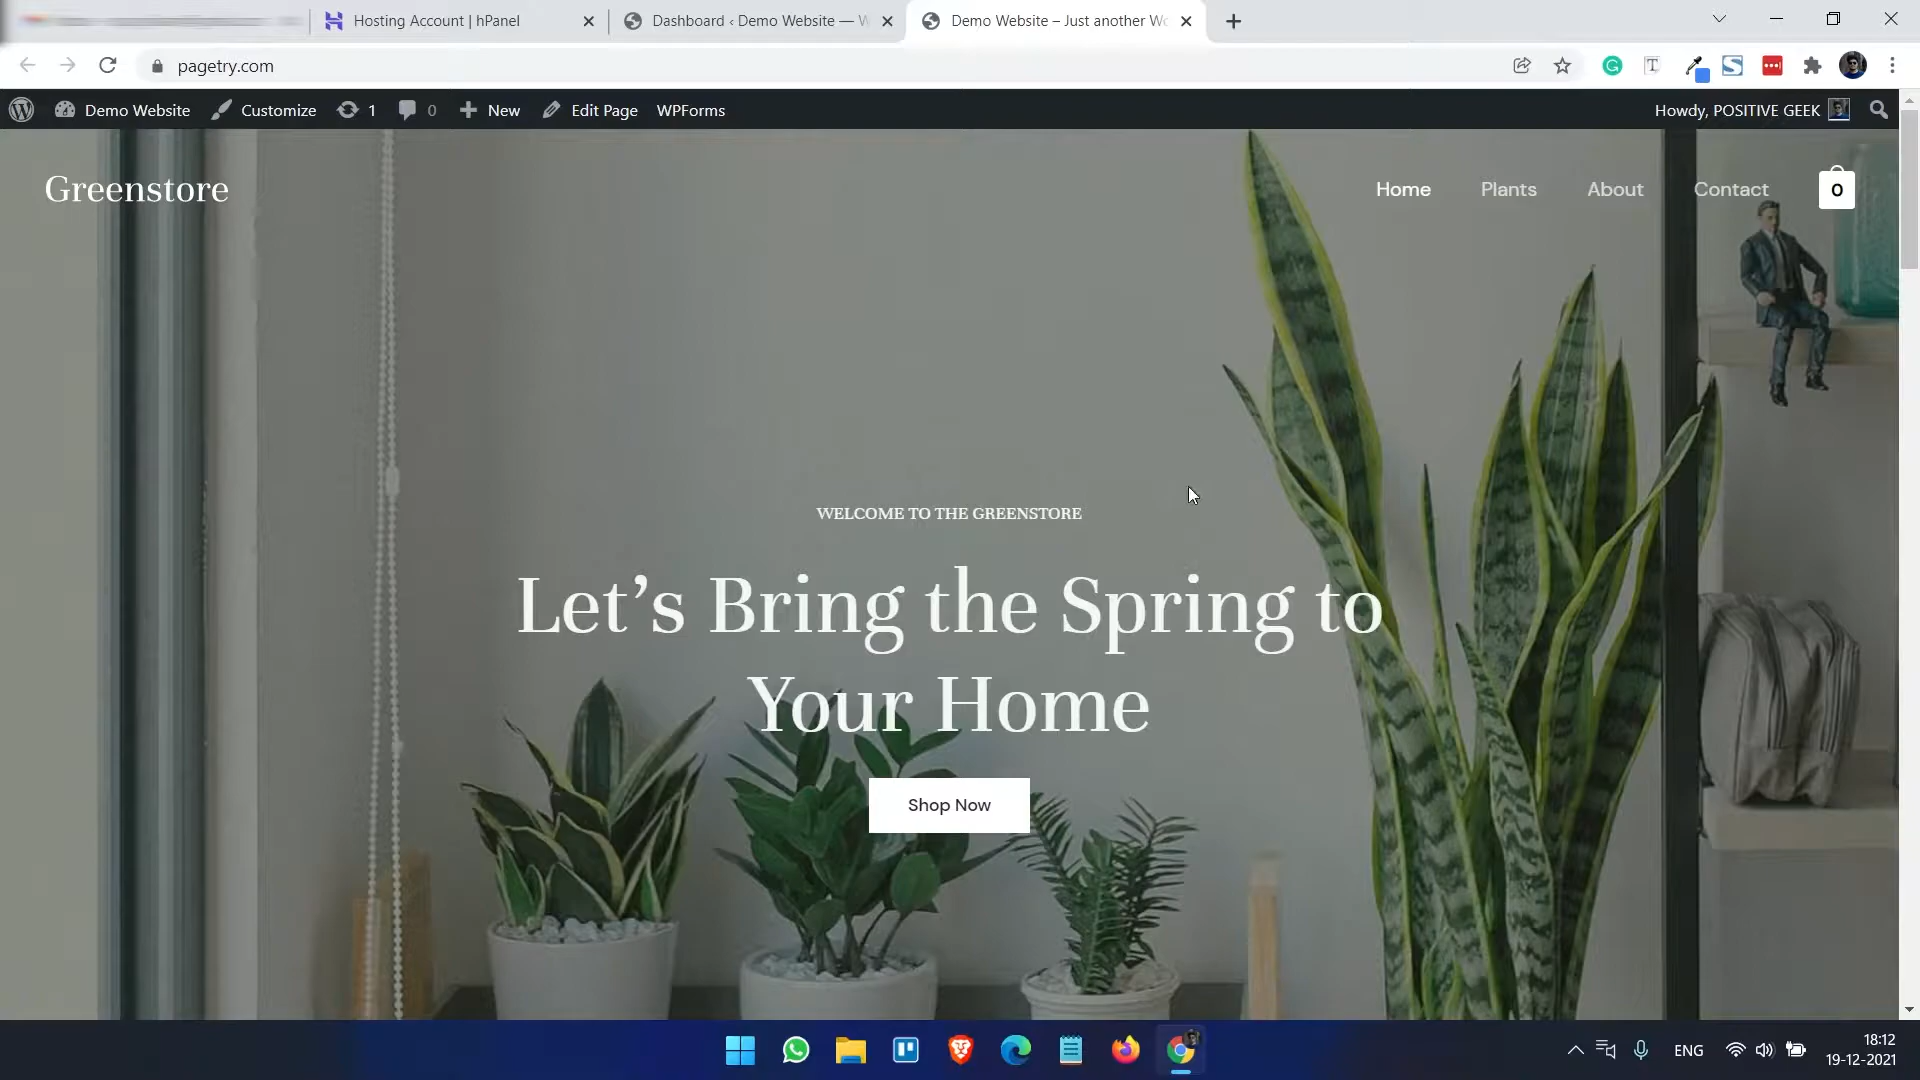 Hosting Account | hPanel
Dashboard ‹ Demo Website — W
Demo Website – Just another Wo
pagetry.com
Demo Website
Customize
1
0
New
Edit Page
WPForms
Howdy, POSITIVE GEEK
Greenstore
Home
Plants
About
Contact
0
WELCOME TO THE GREENSTORE
Let’s Bring the Spring to
Your Home
Shop Now
ENG
18:12
19-12-2021